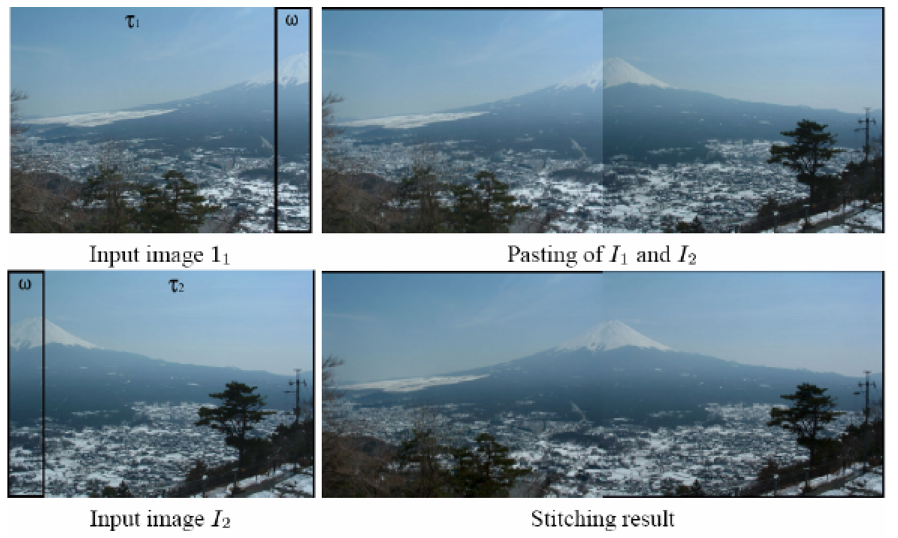 τ₁ ω
Input image 1₁
Pasting of I₁ and I₂
ω τ₂
Input image I₂
Stitching result